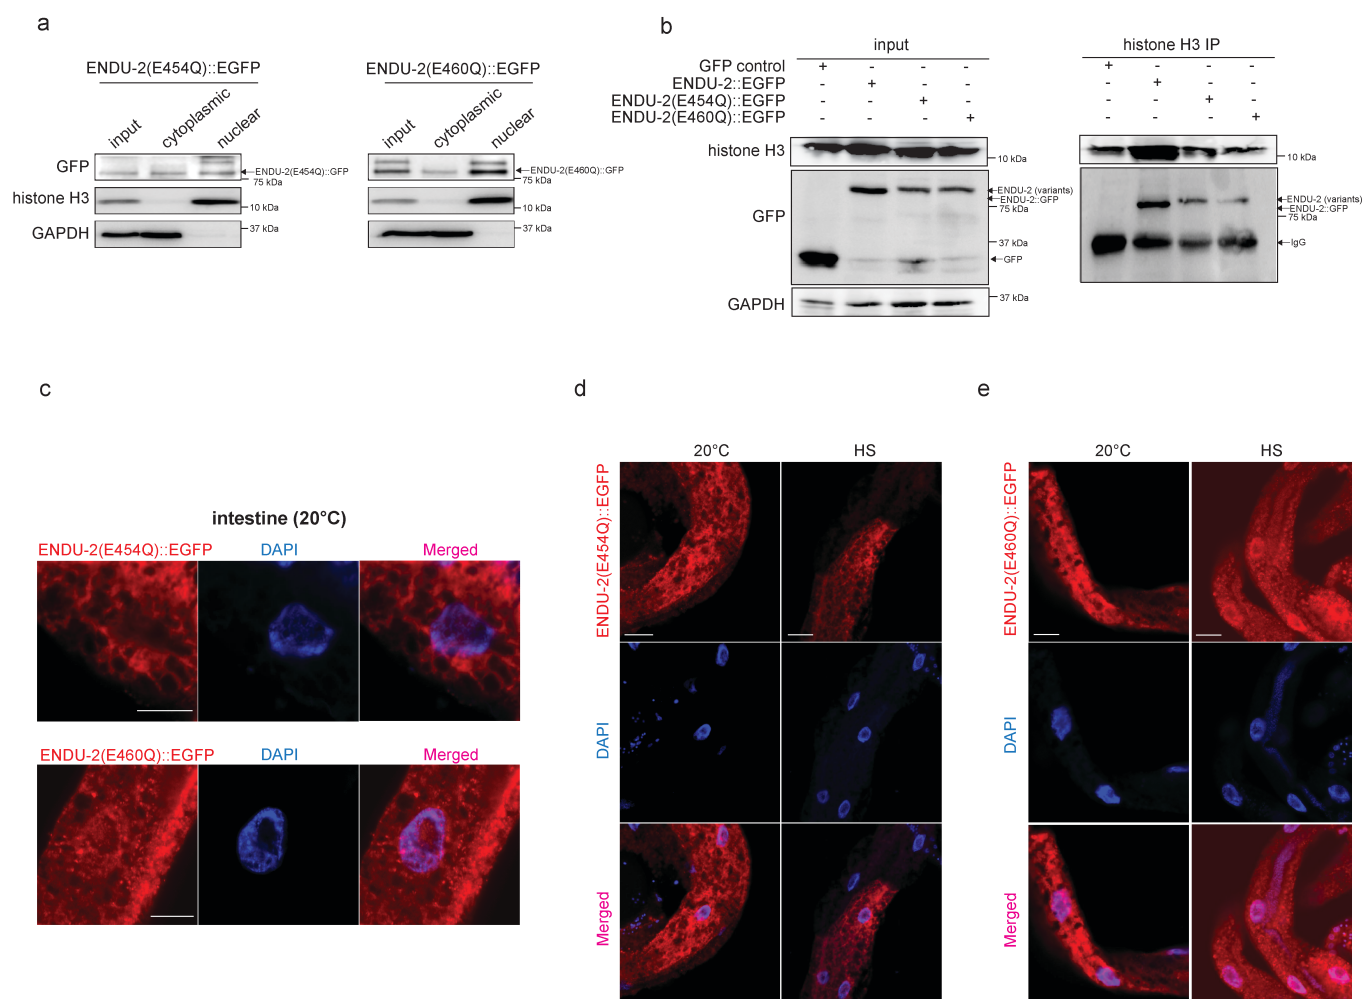 a
ENDU-2(E454Q)::EGFP
input
cytoplasmic
nuclear
GFP
ENDU-2(E454Q)::GFP
75 kDa
histone H3
10 kDa
GAPDH
37 kDa
ENDU-2(E460Q)::EGFP
input
cytoplasmic
nuclear
ENDU-2(E460Q)::GFP
75 kDa
10 kDa
37 kDa
b
input
histone H3 IP
GFP control + - - - + - - -
ENDU-2::EGFP - + - - - + - -
ENDU-2(E454Q)::EGFP - - + - - - + -
ENDU-2(E460Q)::EGFP - - - + - - - +
histone H3
10 kDa
10 kDa
GFP
ENDU-2 (variants)
ENDU-2::GFP
75 kDa
37 kDa
GFP
ENDU-2 (variants)
ENDU-2::GFP
75 kDa
IgG
GAPDH
37 kDa
c
intestine (20°C)
ENDU-2(E454Q)::EGFP
DAPI
Merged
ENDU-2(E460Q)::EGFP
DAPI
Merged
d
20°C
HS
ENDU-2(E454Q)::EGFP
DAPI
Merged
e
20°C
HS
ENDU-2(E460Q)::EGFP
DAPI
Merged